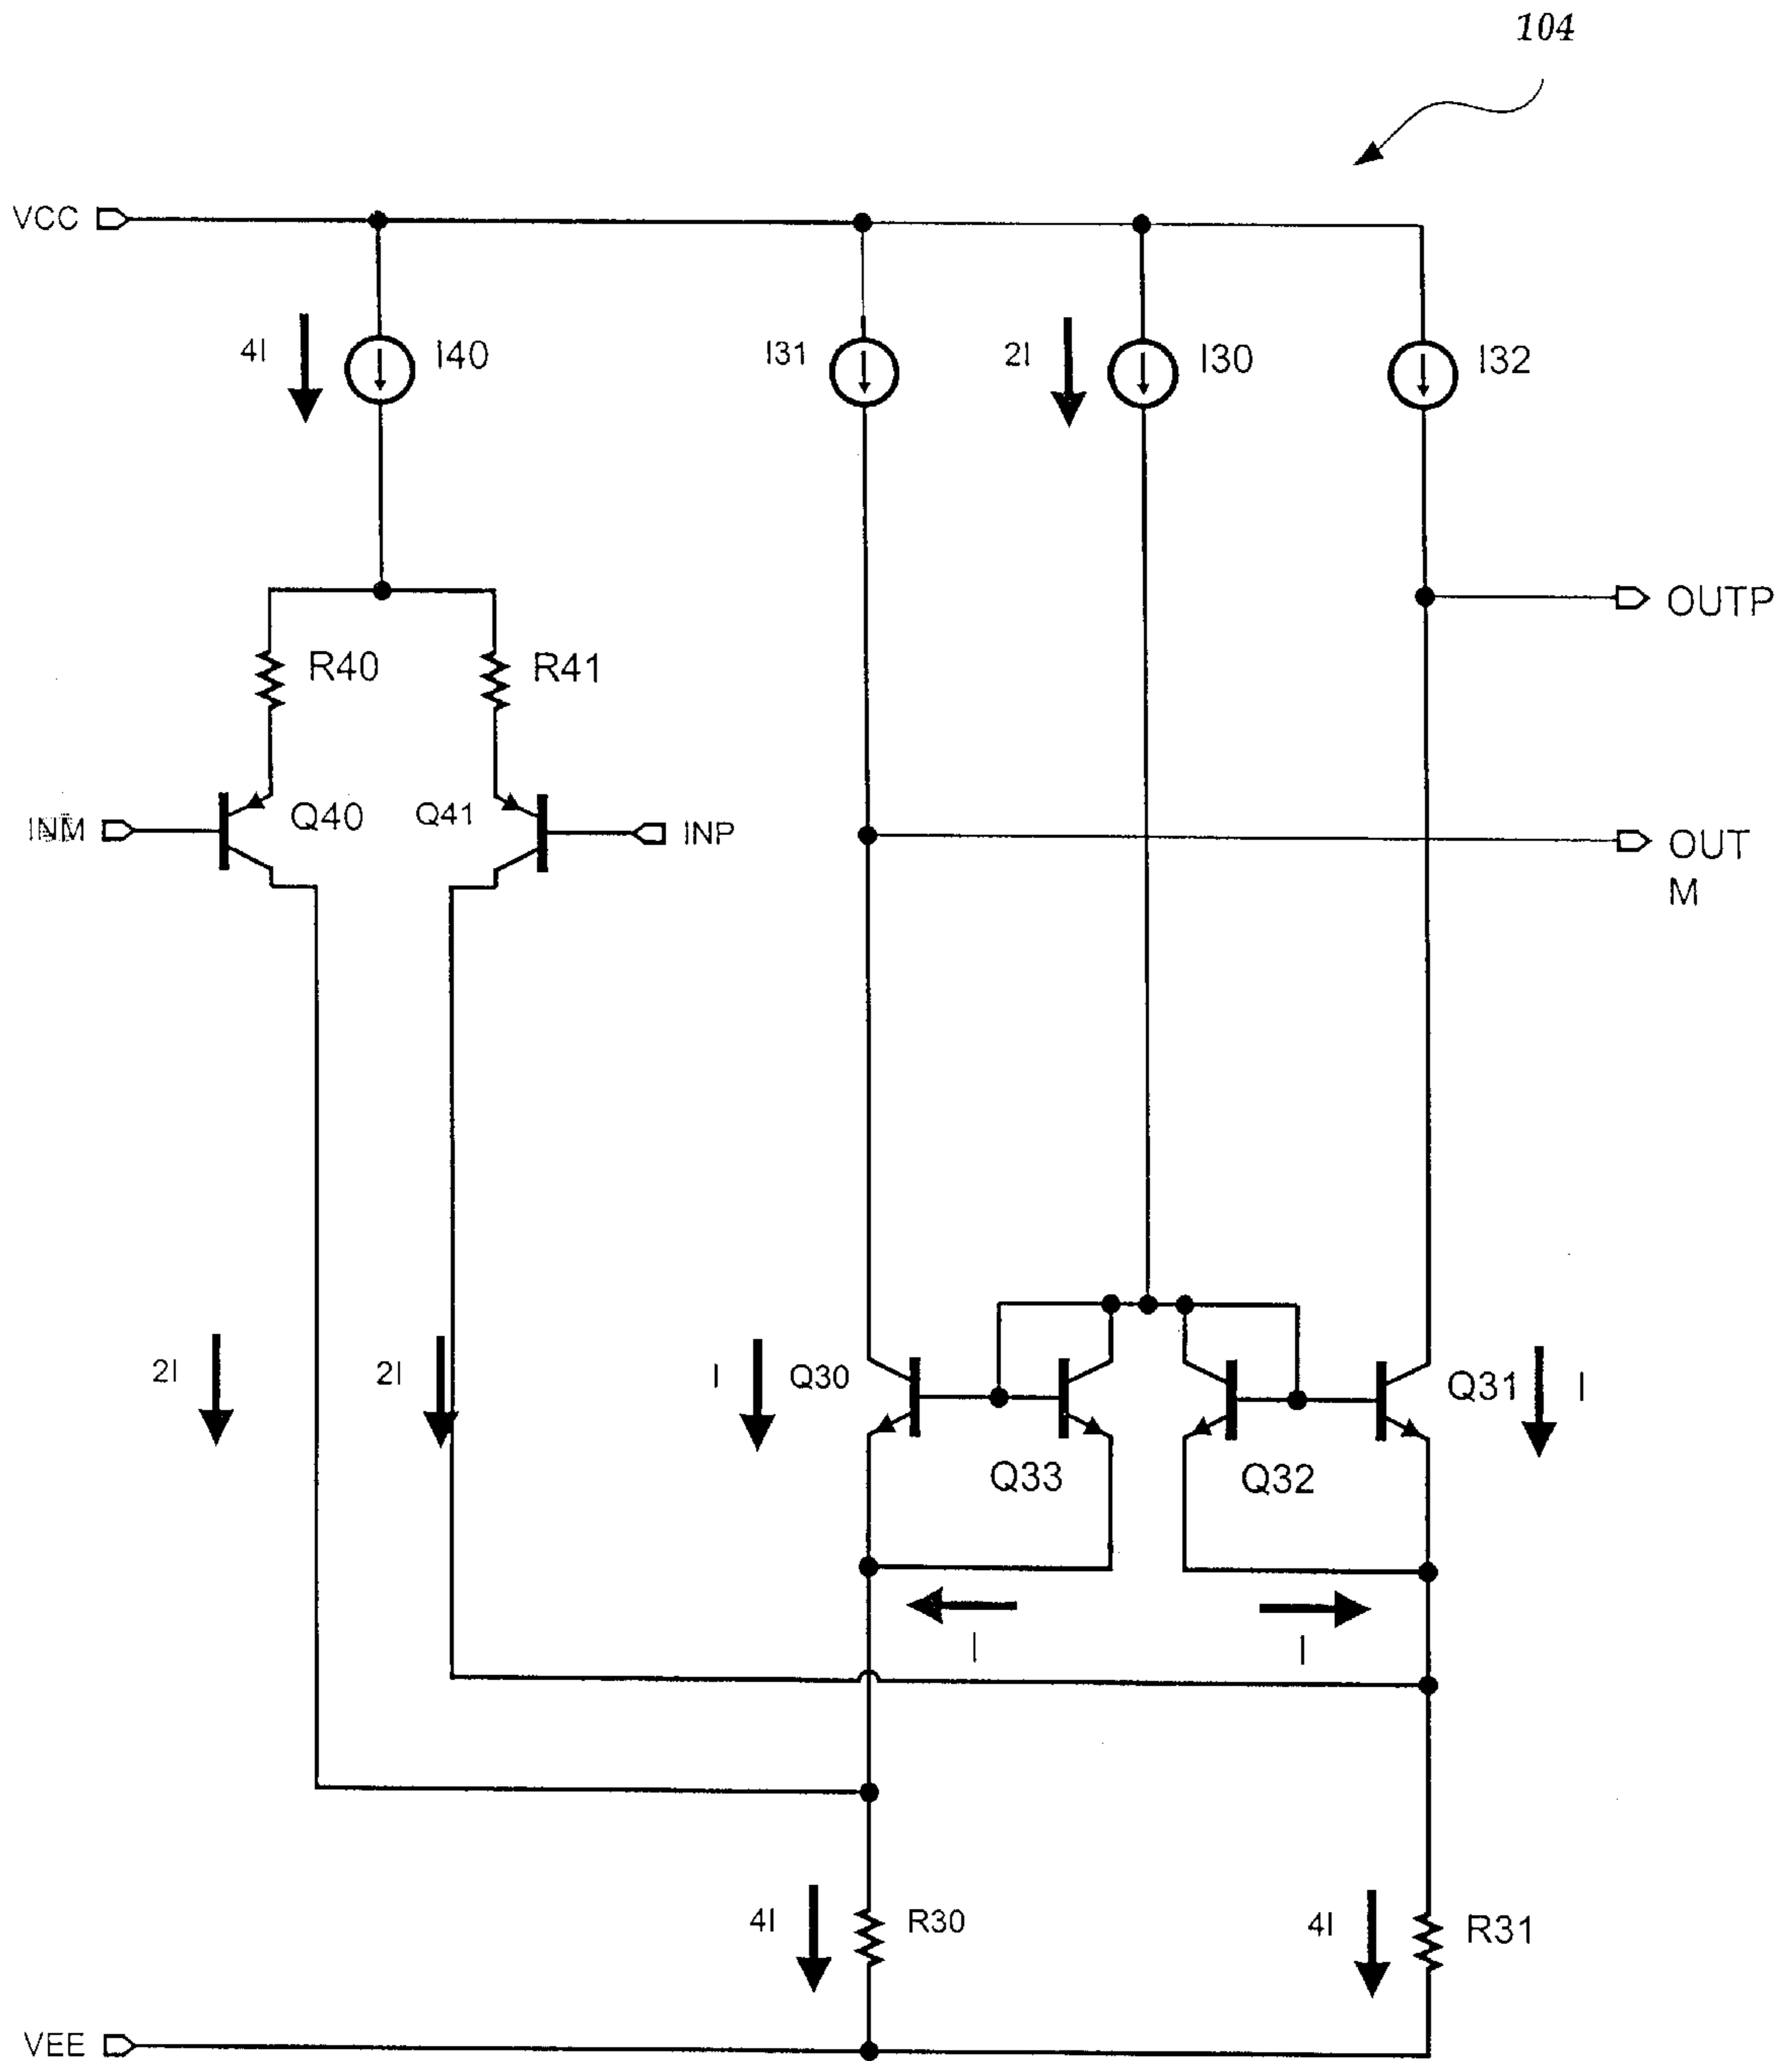 104
VCC
4I
I40
I31
2I
I30
I32
OUTP
R40
R41
INM
Q40
Q41
INP
OUT
M
2I
2I
I
Q30
Q31
I
Q33
Q32
I
I
4I
R30
4I
R31
VEE